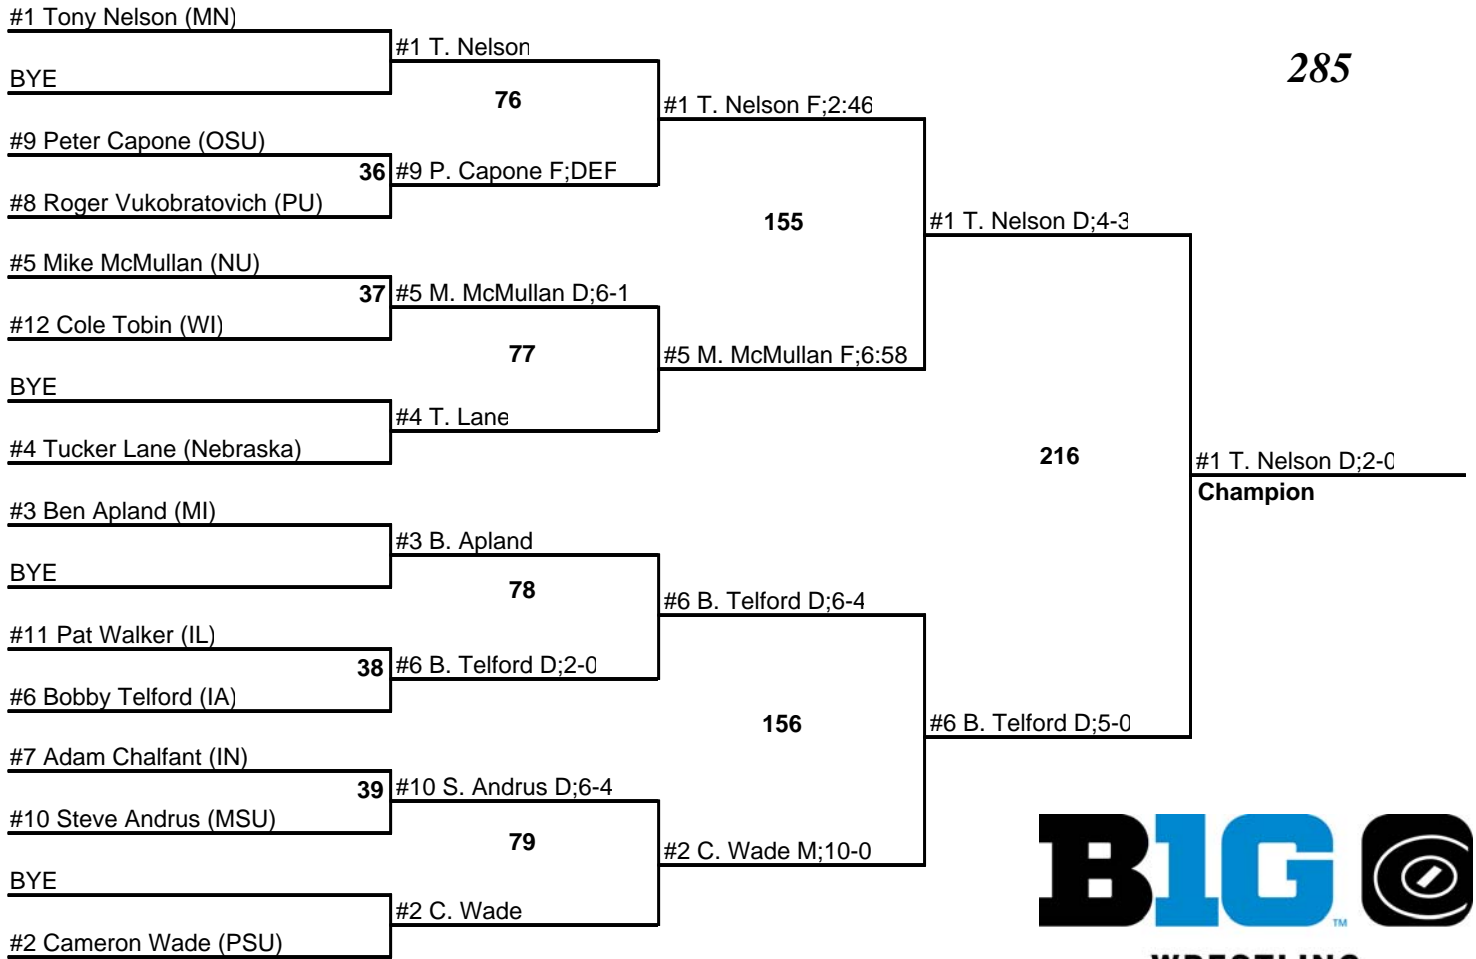 #1 Tony Nelson (MN)
BYE
#9 Peter Capone (OSU)
#8 Roger Vukobratovich (PU)
#5 Mike McMullan (NU)
#12 Cole Tobin (WI)
BYE
#4 Tucker Lane (Nebraska)
#3 Ben Apland (MI)
BYE
#11 Pat Walker (IL)
#6 Bobby Telford (IA)
#7 Adam Chalfant (IN)
#10 Steve Andrus (MSU)
BYE
#2 Cameron Wade (PSU)
36
37
38
39
#1 T. Nelson
#9 P. Capone F;DEF
#5 M. McMullan D;6-1
#4 T. Lane
#3 B. Apland
#6 B. Telford D;2-0
#10 S. Andrus D;6-4
#2 C. Wade
76
77
78
79
#1 T. Nelson F;2:46
#5 M. McMullan F;6:58
#6 B. Telford D;6-4
#2 C. Wade M;10-0
155
156
#1 T. Nelson D;4-3
#6 B. Telford D;5-0
216
#1 T. Nelson D;2-0
Champion
285
B1G
TM
WRESTLING